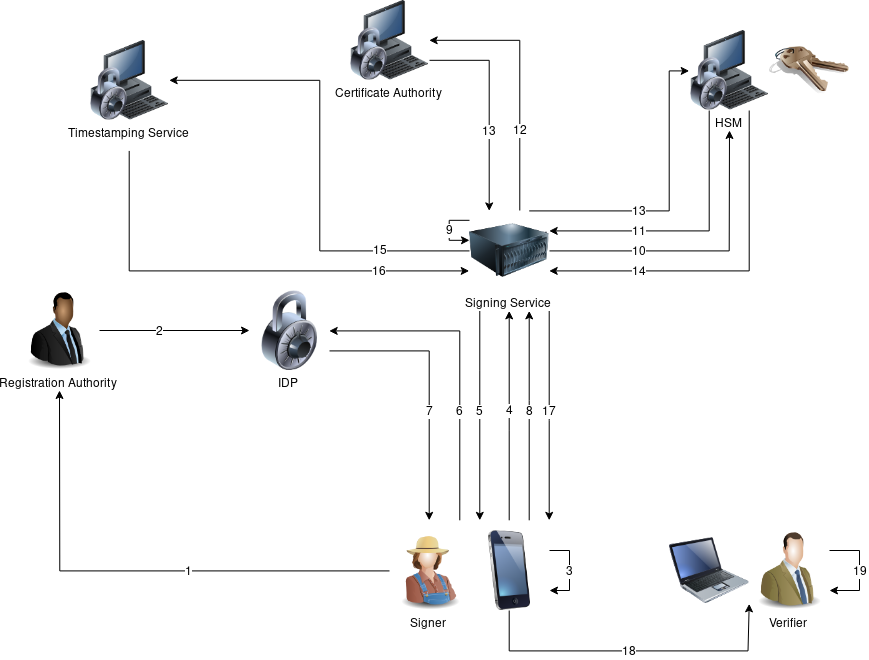 Certificate Authority
Timestamping Service
HSM
13
12
13
9
11
15
10
16
14
Signing Service
2
Registration Authority
IDP
7
6
5
4
8
17
1
3
19
Signer
Verifier
18